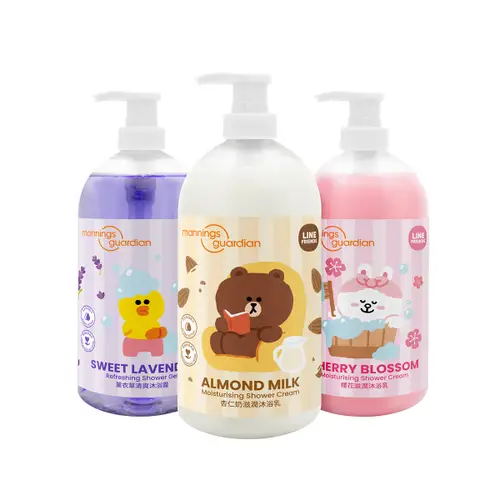 mannings
guardian
SWEET LAVEND
Refreshing Shower Gel
薰衣草清爽沐浴露
mannings
guardian
LINE
FRIENDS
ALMOND MILK
Moisturising Shower Cream
杏仁奶滋潤沐浴乳
mannings
guardian
LINE
FRIENDS
HERRY BLOSSOM
Moisturising Shower Cream
櫻花滋潤沐浴乳